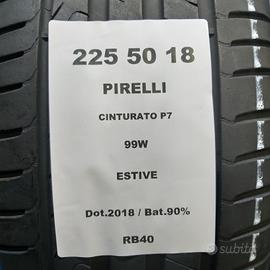 225 50 18
PIRELLI
CINTURATO P7
99W
ESTIVE
Dot.2018 / Bat.90%
RB40
subito